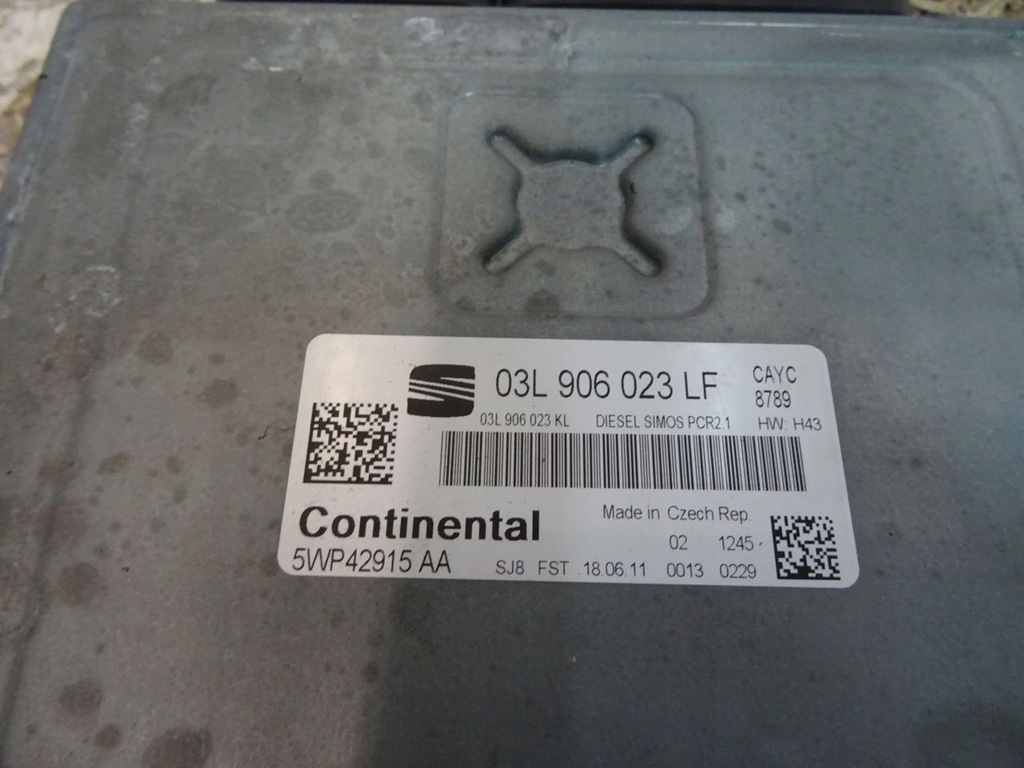 03L 906 023 LF CAYC
8789
03L 906 023 KL DIESEL SIMOS PCR2.1 HW: H43
Continental Made in Czech Rep.
02 1245
5WP42915 AA SJ8 FST 18.06.11 0013 0229